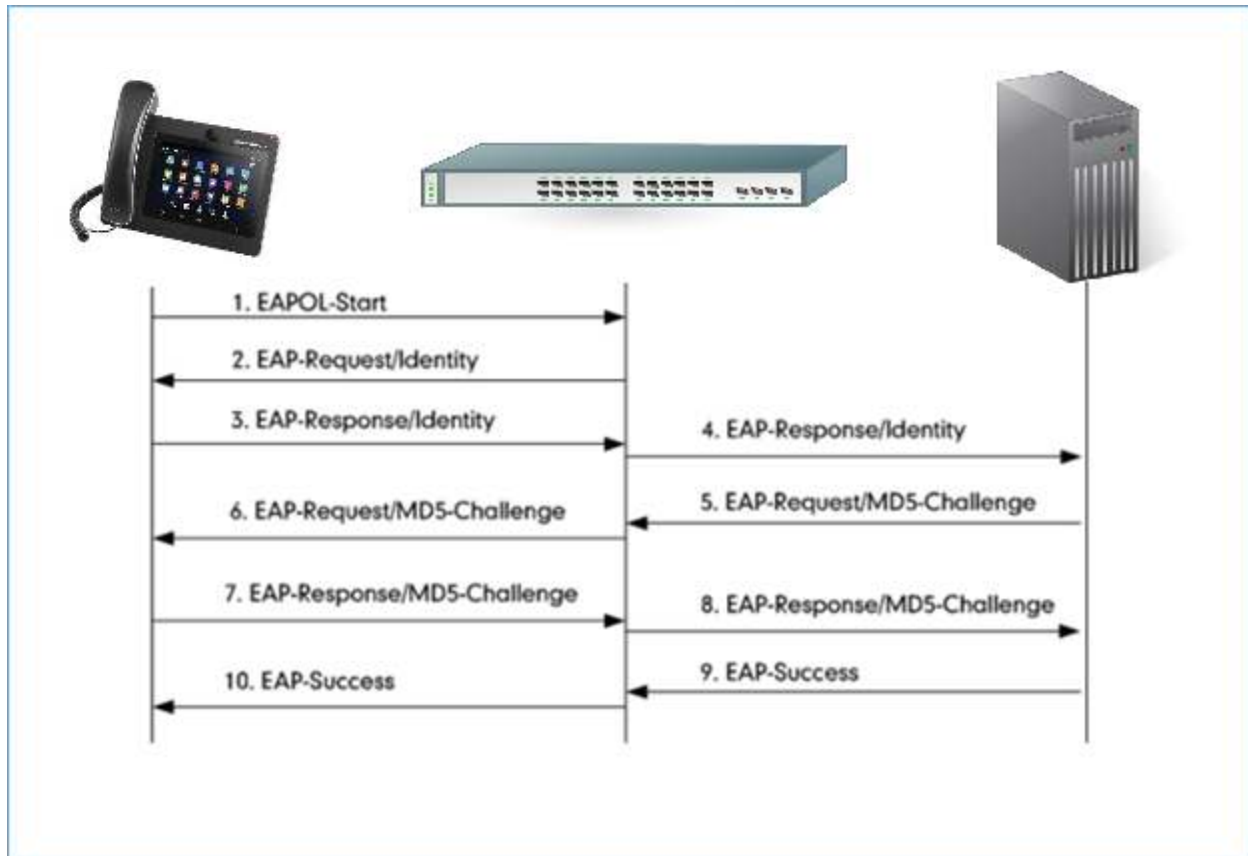 1. EAPOL-Start
2. EAP-Request/Identity
3. EAP-Response/Identity
4. EAP-Response/Identity
5. EAP-Request/MD5-Challenge
6. EAP-Request/MD5-Challenge
7. EAP-Response/MD5-Challenge
8. EAP-Response/MD5-Challenge
9. EAP-Success
10. EAP-Success